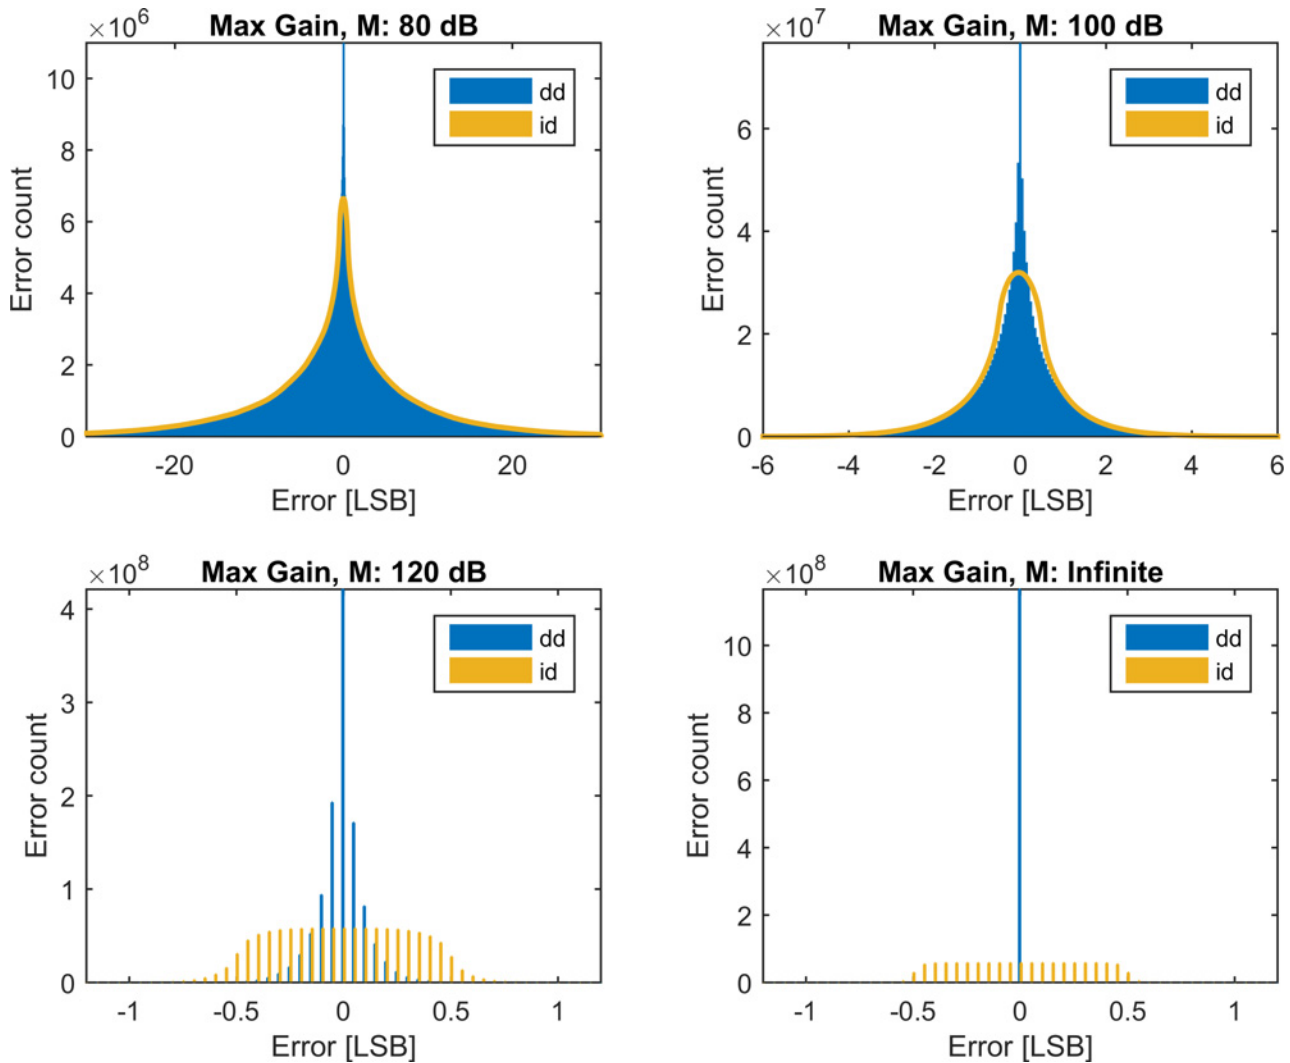 Max Gain, M: 80 dB
×10^6
Error count
10
8
6
4
2
0
-20 0 20
Error [LSB]
dd
id
Max Gain, M: 100 dB
×10^7
Error count
6
4
2
0
-6 -4 -2 0 2 4 6
Error [LSB]
dd
id
Max Gain, M: 120 dB
×10^8
Error count
4
3
2
1
0
-1 -0.5 0 0.5 1
Error [LSB]
dd
id
Max Gain, M: Infinite
×10^8
Error count
10
8
6
4
2
0
-1 -0.5 0 0.5 1
Error [LSB]
dd
id